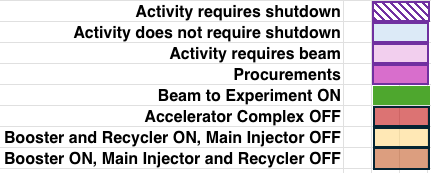 Activity requires shutdown
Activity does not require shutdown
Activity requires beam
Procurements
Beam to Experiment ON
Accelerator Complex OFF
Booster and Recycler ON, Main Injector OFF
Booster ON, Main Injector and Recycler OFF